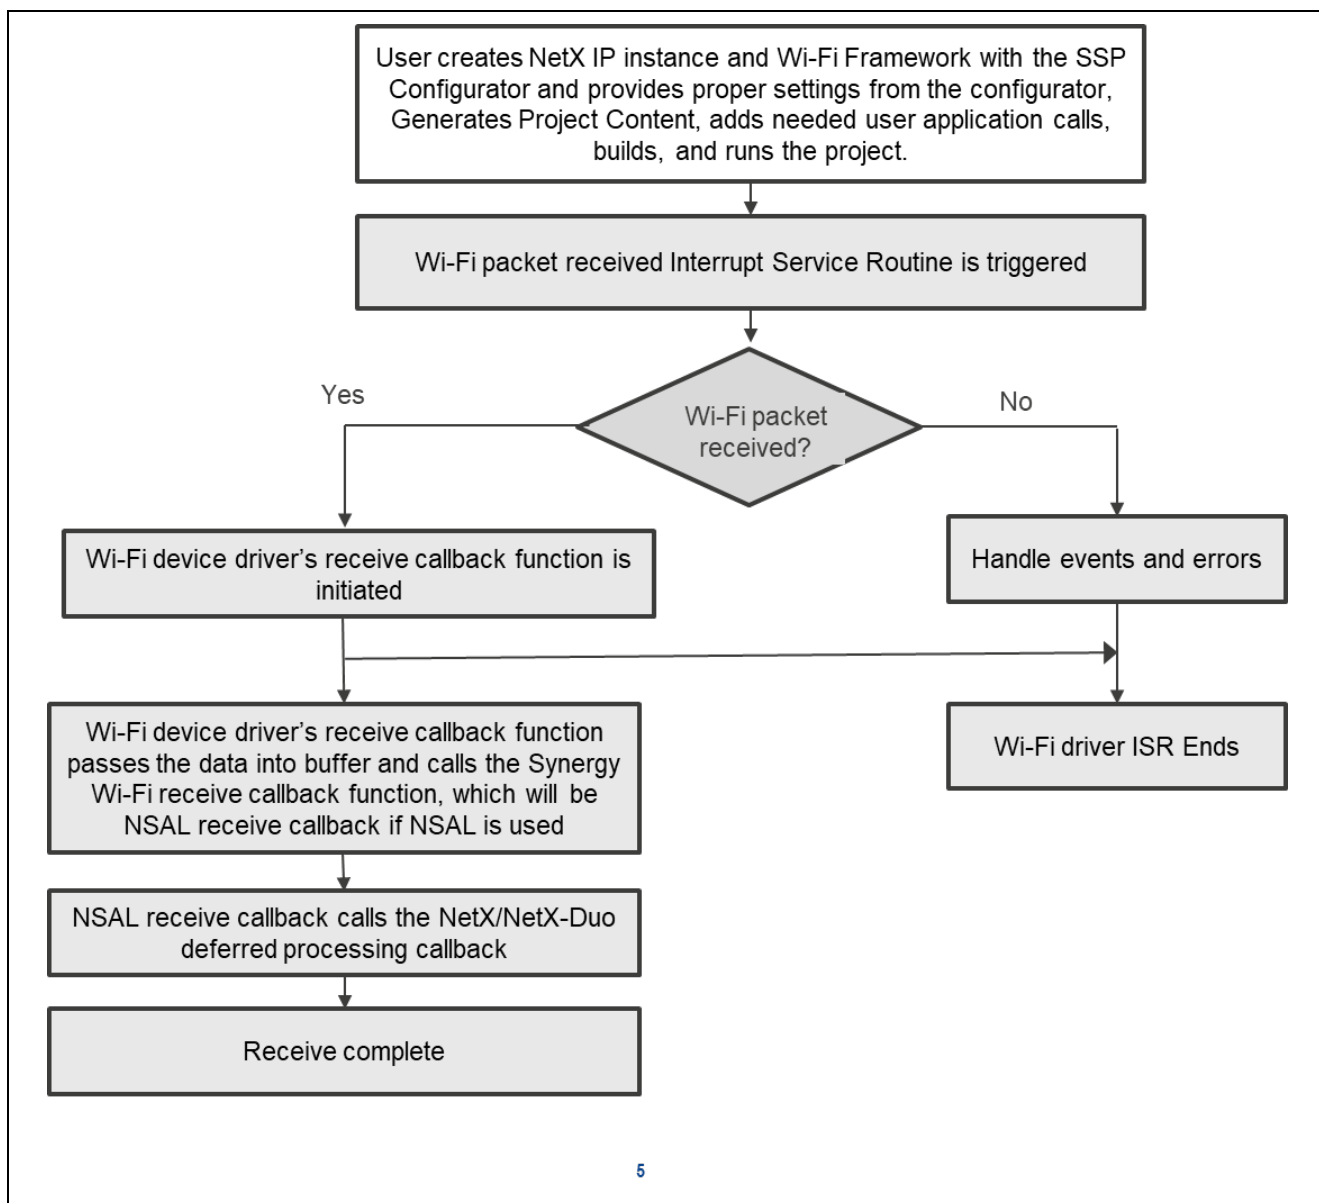 User creates NetX IP instance and Wi-Fi Framework with the SSP
Configurator and provides proper settings from the configurator,
Generates Project Content, adds needed user application calls,
builds, and runs the project.
Wi-Fi packet received Interrupt Service Routine is triggered
Yes
Wi-Fi packet
received?
No
Wi-Fi device driver’s receive callback function is
initiated
Handle events and errors
Wi-Fi device driver’s receive callback function
passes the data into buffer and calls the Synergy
Wi-Fi receive callback function, which will be
NSAL receive callback if NSAL is used
Wi-Fi driver ISR Ends
NSAL receive callback calls the NetX/NetX-Duo
deferred processing callback
Receive complete
5